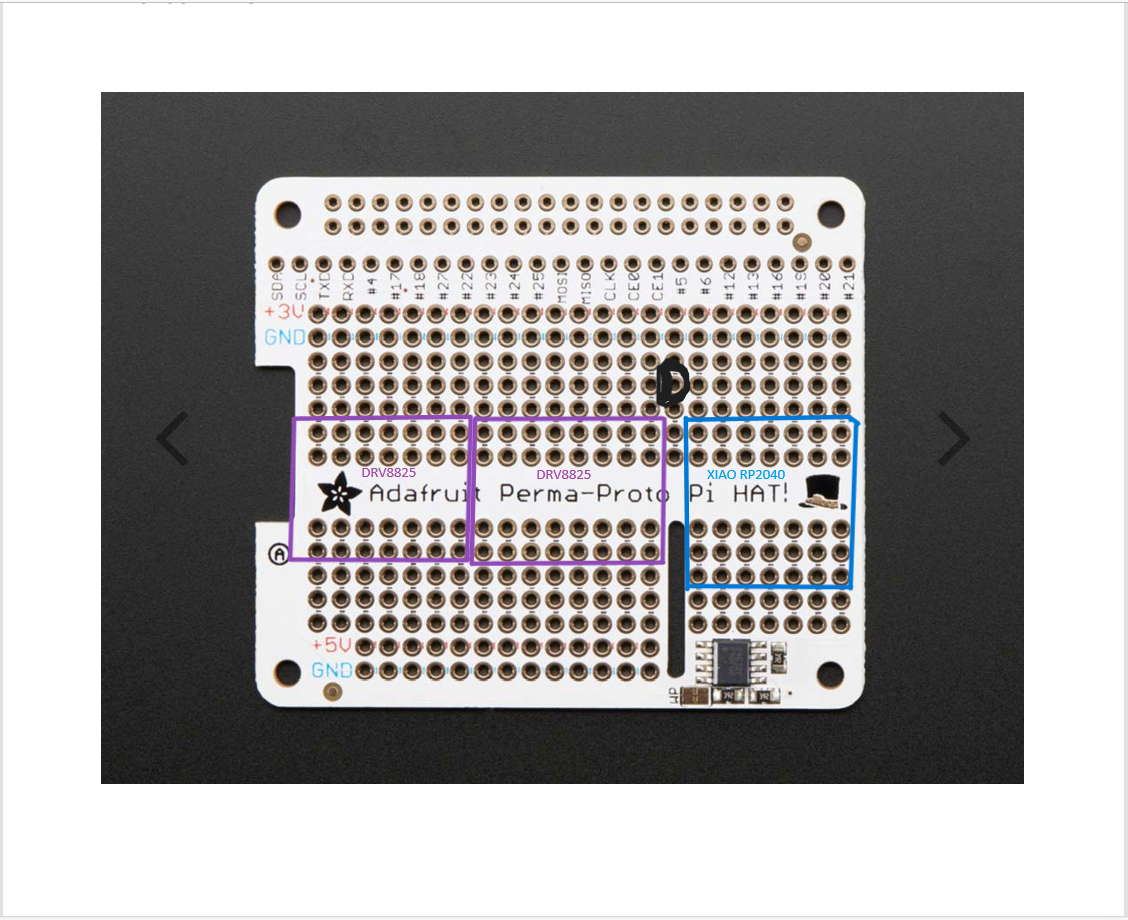 SDA SCL TXD RXD #4 #17 #18 #27 #22 #23 #24 #25 MOSI MISO CLK CE0 CE1 #5 #6 #12 #13 #16 #19 #20 #21
+3V
GND
D
DRV8825 DRV8825 XIAO RP2040
Adafruit Perma-Proto Pi HAT!
A
+5V
GND
WP